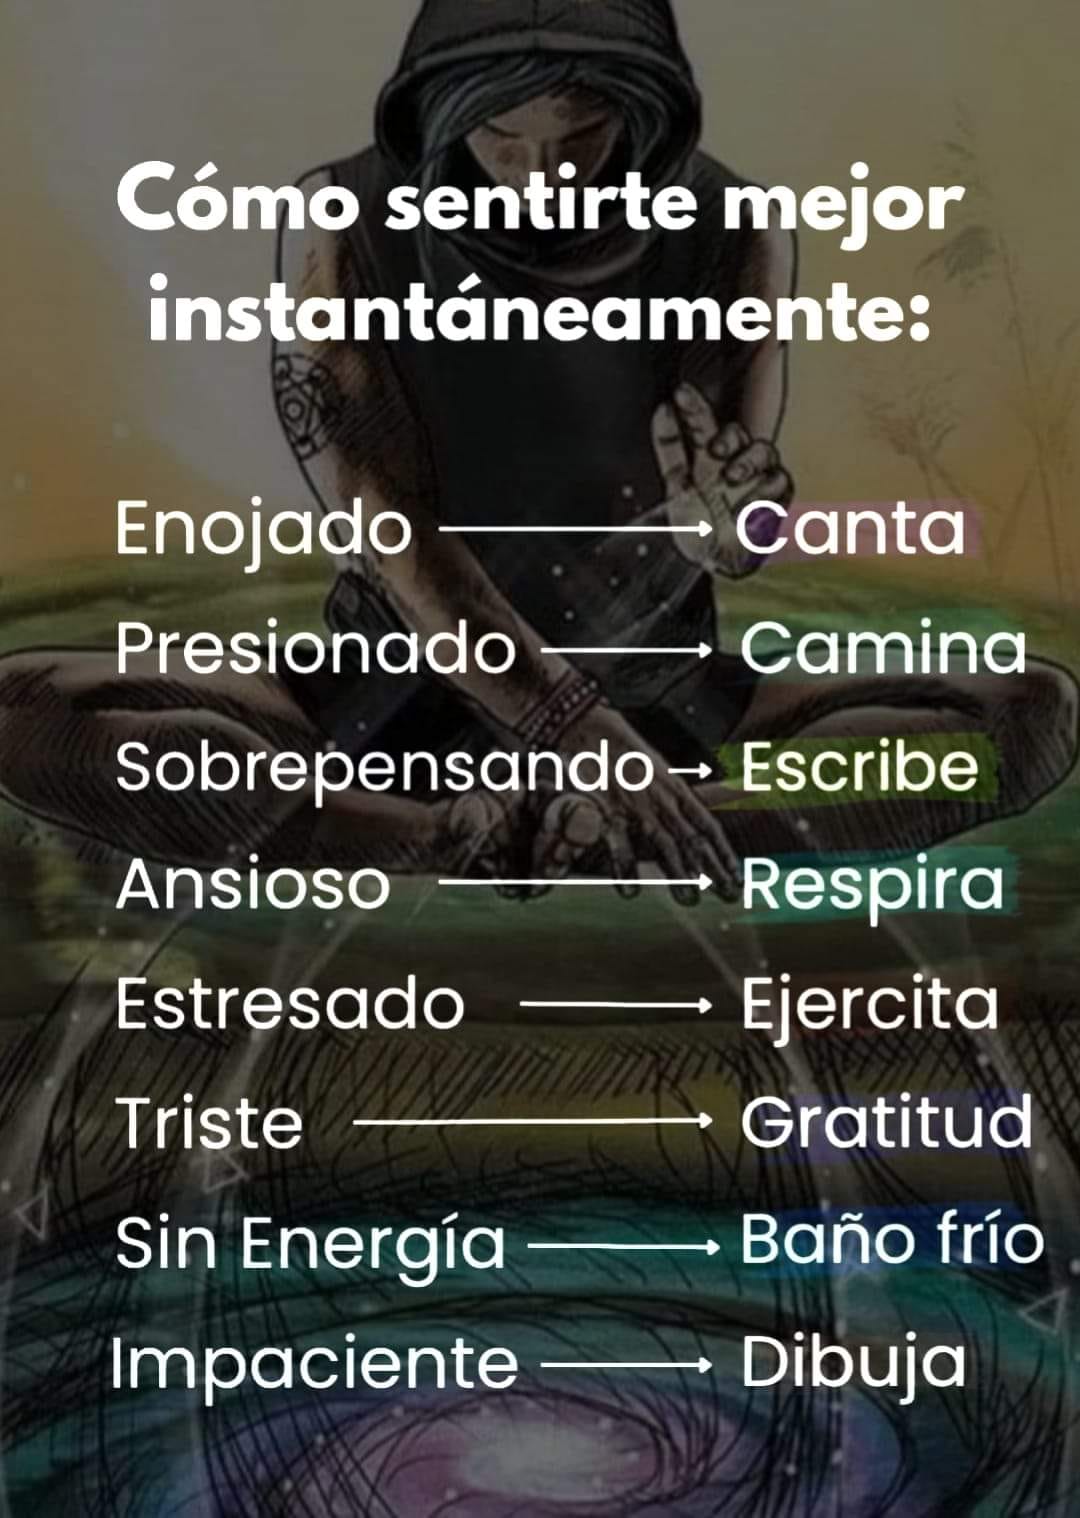 Cómo sentirte mejor
instantáneamente:
Enojado → Canta
Presionado → Camina
Sobrepensando → Escribe
Ansioso → Respira
Estresado → Ejercita
Triste → Gratitud
Sin Energía → Baño frío
Impaciente → Dibuja